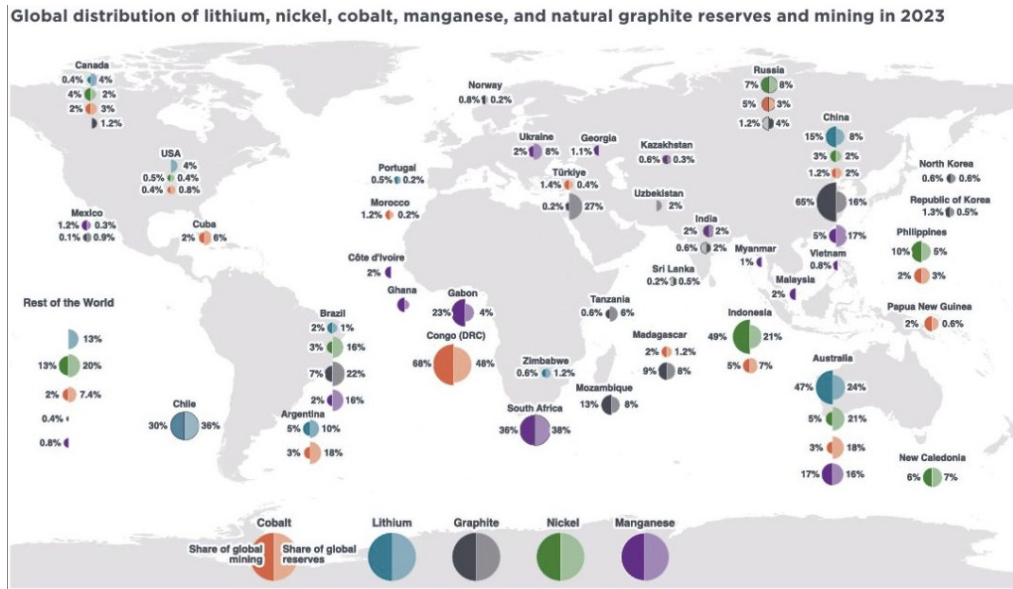 Global distribution of lithium, nickel, cobalt, manganese, and natural graphite reserves and mining in 2023
Canada
0.4% 4%
4% 2%
2% 3%
1.2%
USA
4%
0.5% 0.4%
0.4% 0.8%
Mexico
1.2% 0.3%
0.1% 0.9%
Cuba
2% 6%
Norway
0.8% 0.2%
Portugal
0.5% 0.2%
Morocco
1.2% 0.2%
Ukraine
2% 8%
Georgia
1.1%
Türkiye
1.4% 0.4%
0.2% 27%
Kazakhstan
0.6% 0.3%
Uzbekistan
2%
Russia
7% 8%
5% 3%
1.2% 4%
China
15% 8%
3% 2%
1.2% 2%
65% 16%
5% 17%
North Korea
0.6% 0.6%
Republic of Korea
1.3% 0.5%
Philippines
10% 5%
2% 3%
India
2% 2%
0.6% 2%
Myanmar
1%
Vietnam
0.8%
Malaysia
2%
Sri Lanka
0.2% 0.5%
Côte d'Ivoire
2%
Ghana
Gabon
23% 4%
Congo (DRC)
68% 48%
Tanzania
0.6% 6%
Madagascar
2% 1.2%
9% 8%
Zimbabwe
0.6% 1.2%
Mozambique
13% 8%
South Africa
36% 38%
Indonesia
49% 21%
5% 7%
Papua New Guinea
2% 0.6%
Australia
47% 24%
5% 21%
3% 18%
17% 16%
New Caledonia
6% 7%
Rest of the World
13%
13% 20%
2% 7.4%
0.4%
0.8%
Brazil
2% 1%
3% 16%
7% 22%
2% 16%
Chile
30% 36%
Argentina
5% 10%
3% 18%
Cobalt
Share of global mining
Share of global reserves
Lithium
Graphite
Nickel
Manganese